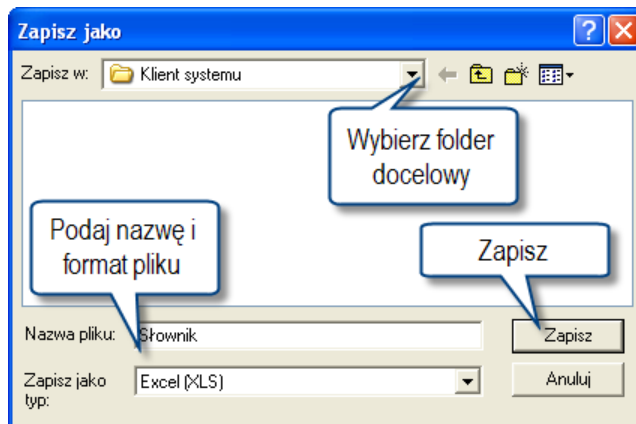 Zapisz jako
Zapisz w: Klient systemu
Wybierz folder
docelowy
Podaj nazwę i
format pliku
Zapisz
Nazwa pliku: Słownik Zapisz
Zapisz jako
typ: Excel (XLS) Anuluj